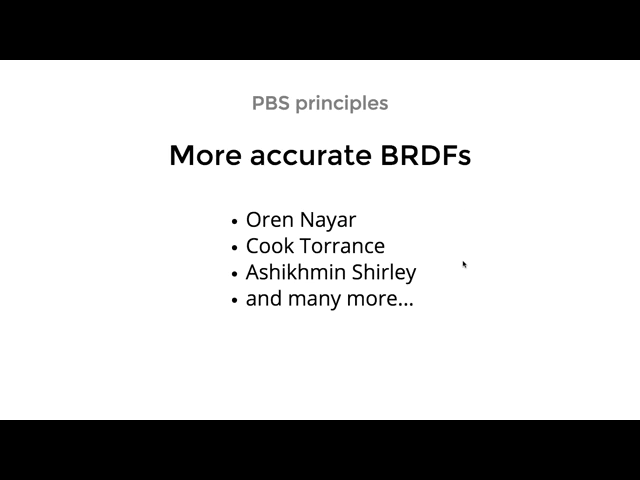 PBS principles
More accurate BRDFs
• Oren Nayar
• Cook Torrance
• Ashikhmin Shirley
• and many more...